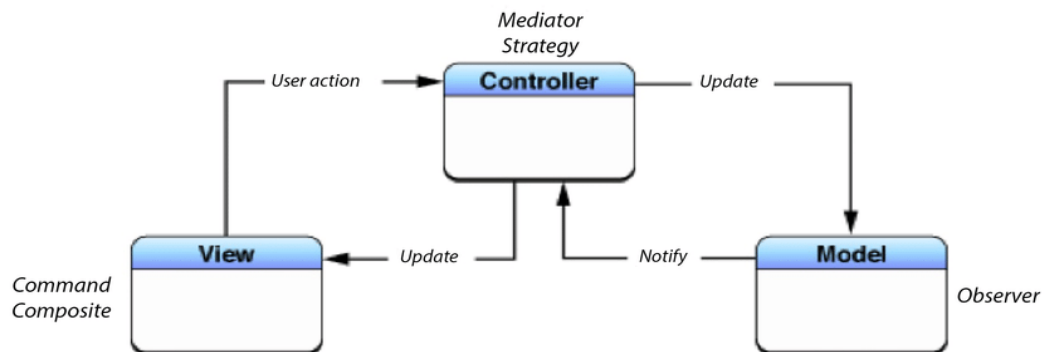 Mediator
Strategy
Controller
User action
Update
View
Update
Notify
Model
Command
Composite
Observer